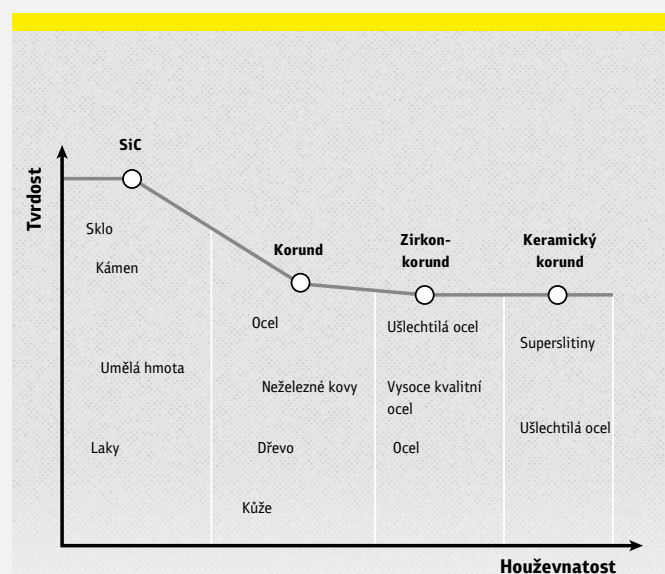 Tvrdost
SiC
Sklo
Kámen
Umělá hmota
Laky
Korund
Ocel
Neželezné kovy
Dřevo
Kůže
Zirkon-
korund
Ušlechtilá ocel
Vysoce kvalitní
ocel
Ocel
Keramický
korund
Superslitiny
Ušlechtilá ocel
Houževnatost